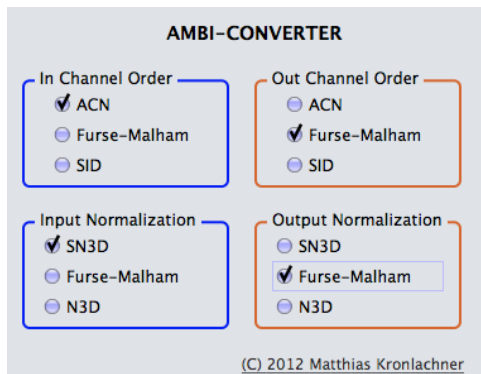 AMBI-CONVERTER
In Channel Order
ACN
Furse-Malham
SID
Out Channel Order
ACN
Furse-Malham
SID
Input Normalization
SN3D
Furse-Malham
N3D
Output Normalization
SN3D
Furse-Malham
N3D
(C) 2012 Matthias Kronlachner